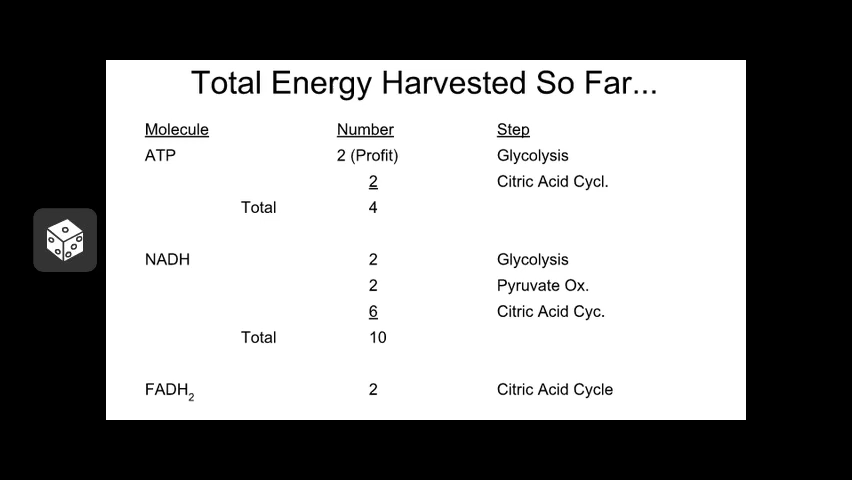 Total Energy Harvested So Far...
Molecule Number Step
ATP 2 (Profit) Glycolysis
2 Citric Acid Cycl.
Total 4
NADH 2 Glycolysis
2 Pyruvate Ox.
6 Citric Acid Cyc.
Total 10
FADH2 2 Citric Acid Cycle